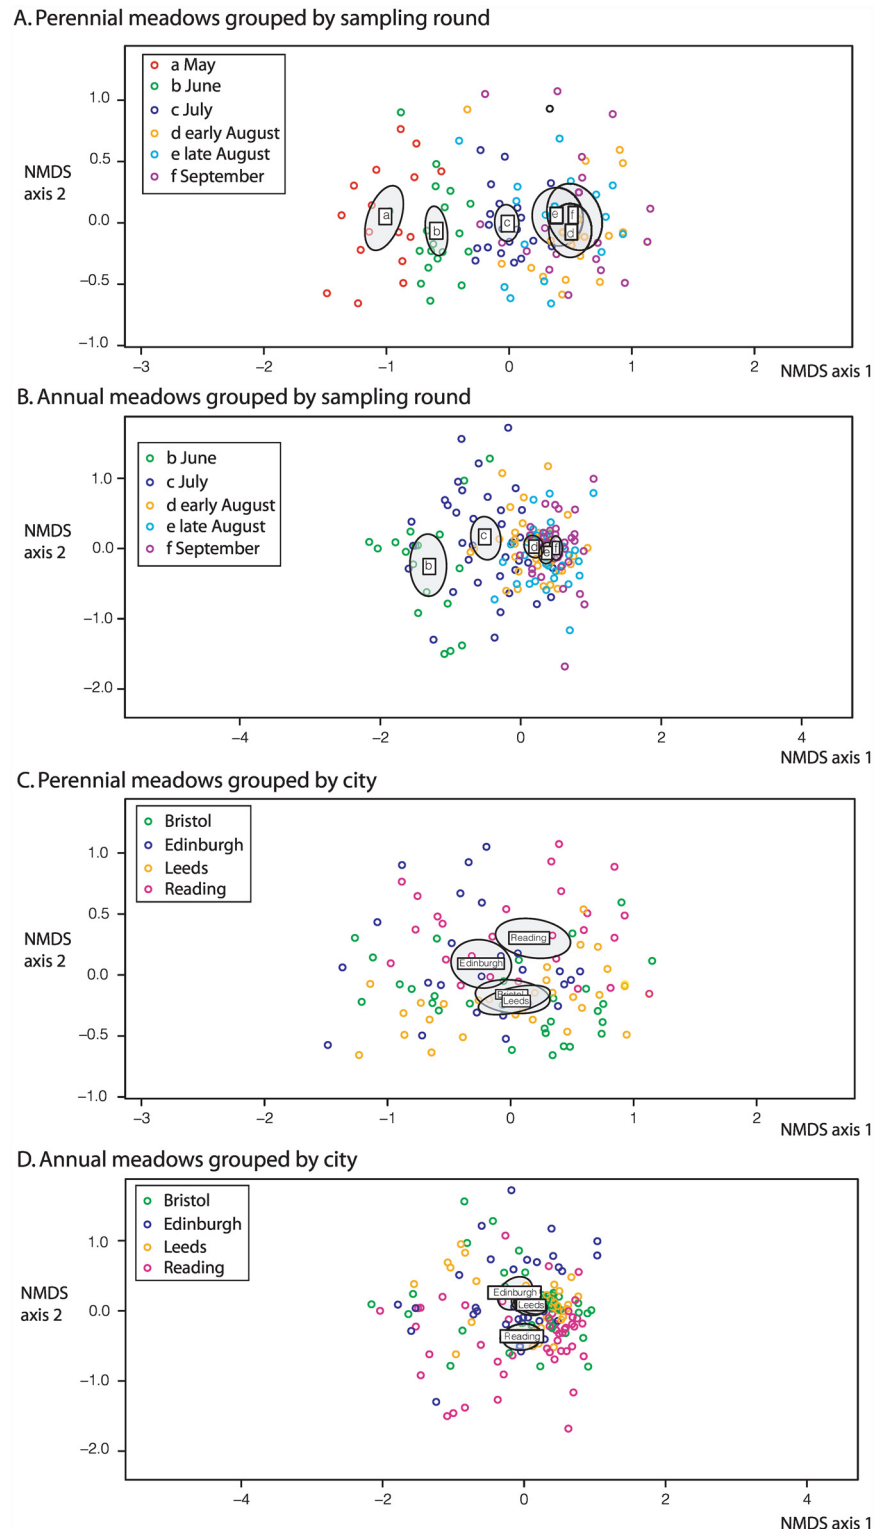 A. Perennial meadows grouped by sampling round
a May
b June
c July
d early August
e late August
f September
NMDS
axis 2
1.0
0.5
0.0
−0.5
−1.0
a
b
c
e
f
d
−3
−2
−1
0
1
2
NMDS axis 1
B. Annual meadows grouped by sampling round
b June
c July
d early August
e late August
f September
NMDS
axis 2
1.0
0.0
−1.0
−2.0
b
c
d
e
f
−4
−2
0
2
4
NMDS axis 1
C. Perennial meadows grouped by city
Bristol
Edinburgh
Leeds
Reading
NMDS
axis 2
1.0
0.5
0.0
−0.5
−1.0
Reading
Edinburgh
Bristol
Leeds
−3
−2
−1
0
1
2
NMDS axis 1
D. Annual meadows grouped by city
Bristol
Edinburgh
Leeds
Reading
NMDS
axis 2
1.0
0.0
−1.0
−2.0
Edinburgh
Leeds
Reading
−4
−2
0
2
4
NMDS axis 1